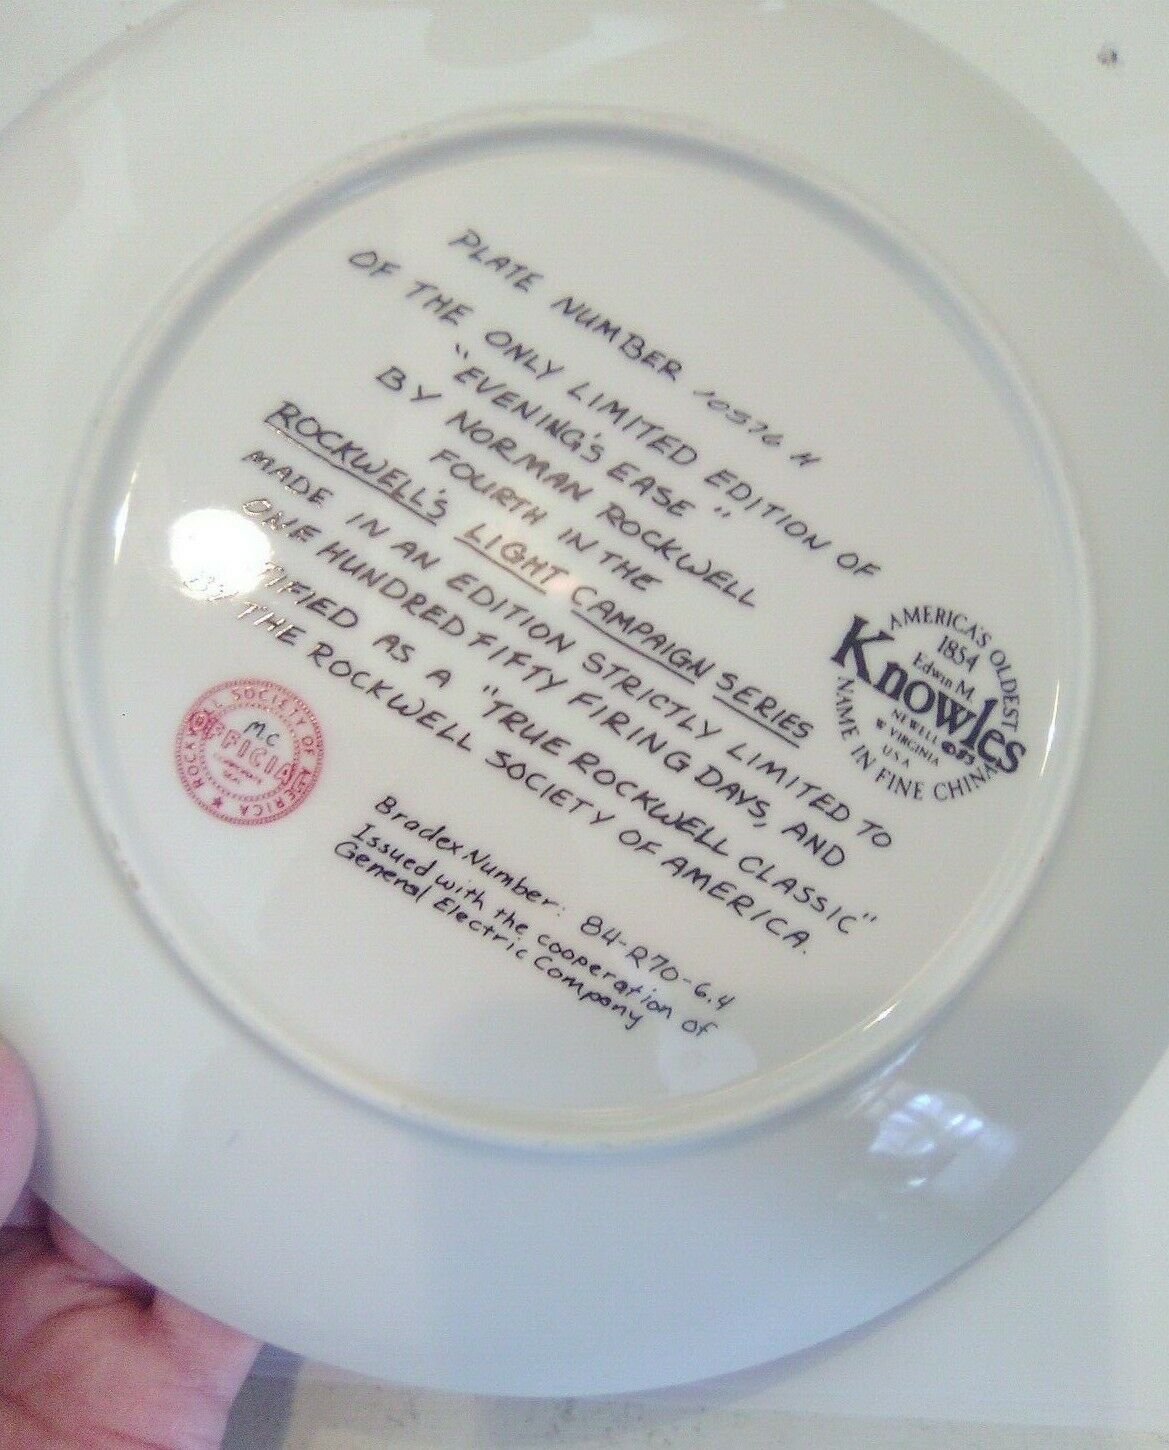 PLATE NUMBER 10376 H
OF THE ONLY LIMITED EDITION OF
"EVENING'S EASE"
BY NORMAN ROCKWELL
FOURTH IN THE
ROCKWELL'S LIGHT CAMPAIGN SERIES
MADE IN AN EDITION STRICTLY LIMITED TO
ONE HUNDRED FIFTY FIRING DAYS, AND
TIFIED AS A "TRUE ROCKWELL CLASSIC"
BY THE ROCKWELL SOCIETY OF AMERICA.
AMERICA'S OLDEST
1854
Edwin M.
Knowles
NEWELL ©83
W. VIRGINIA
U.S.A
NAME IN FINE CHINA
ROCKWELL SOCIETY OF AMERICA
M.C
OFFICIAL
Bradex Number: 84-R70-6.4
Issued with the cooperation of
General Electric Company